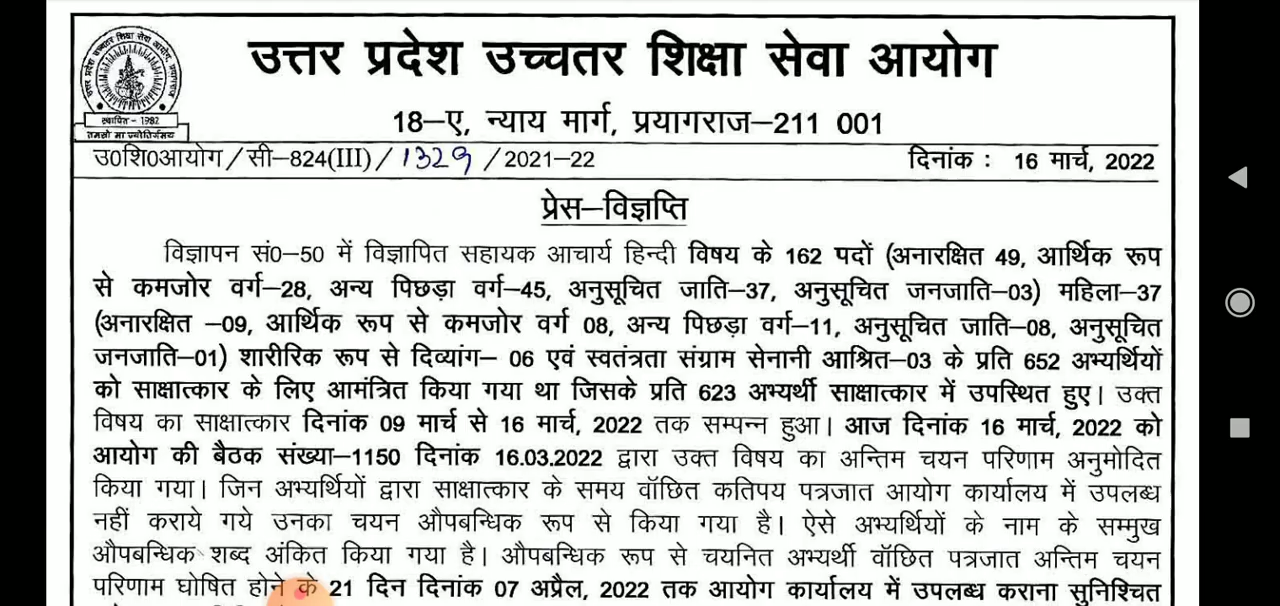 उत्तर प्रदेश उच्चतर शिक्षा सेवा आयोग
स्थापित - 1982
तमसो मा ज्योतिर्गमय
18–ए, न्याय मार्ग, प्रयागराज–211 001
उ0शि0आयोग / सी–824(III) / 1329 / 2021–22 दिनांक : 16 मार्च, 2022
प्रेस–विज्ञप्ति
विज्ञापन सं0–50 में विज्ञापित सहायक आचार्य हिन्दी विषय के 162 पदों (अनारक्षित 49, आर्थिक रूप
से कमजोर वर्ग–28, अन्य पिछड़ा वर्ग–45, अनुसूचित जाति–37, अनुसूचित जनजाति–03) महिला–37
(अनारक्षित –09, आर्थिक रूप से कमजोर वर्ग 08, अन्य पिछड़ा वर्ग–11, अनुसूचित जाति–08, अनुसूचित
जनजाति–01) शारीरिक रूप से दिव्यांग– 06 एवं स्वतंत्रता संग्राम सेनानी आश्रित–03 के प्रति 652 अभ्यर्थियों
को साक्षात्कार के लिए आमंत्रित किया गया था जिसके प्रति 623 अभ्यर्थी साक्षात्कार में उपस्थित हुए। उक्त
विषय का साक्षात्कार दिनांक 09 मार्च से 16 मार्च, 2022 तक सम्पन्न हुआ। आज दिनांक 16 मार्च, 2022 को
आयोग की बैठक संख्या–1150 दिनांक 16.03.2022 द्वारा उक्त विषय का अन्तिम चयन परिणाम अनुमोदित
किया गया। जिन अभ्यर्थियों द्वारा साक्षात्कार के समय वॉछित कतिपय पत्रजात आयोग कार्यालय में उपलब्ध
नहीं कराये गये उनका चयन औपबन्धिक रूप से किया गया है। ऐसे अभ्यर्थियों के नाम के सम्मुख
औपबन्धिक शब्द अंकित किया गया है। औपबन्धिक रूप से चयनित अभ्यर्थी वॉछित पत्रजात अन्तिम चयन
परिणाम घोषित होने के 21 दिन दिनांक 07 अप्रैल, 2022 तक आयोग कार्यालय में उपलब्ध कराना सुनिश्चित